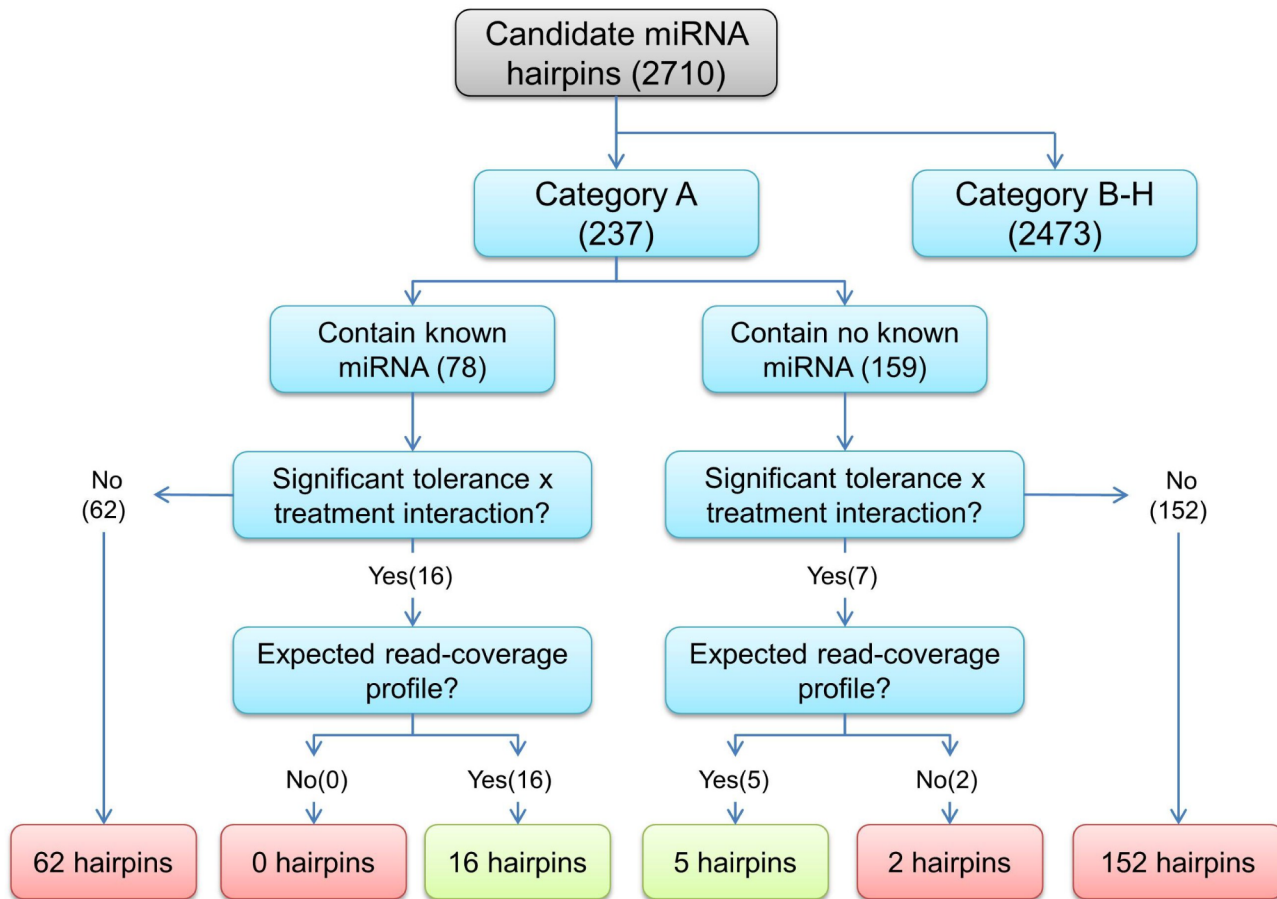 Candidate miRNA
hairpins (2710)
Category A
(237)
Category B-H
(2473)
Contain known
miRNA (78)
Contain no known
miRNA (159)
No
(62)
Significant tolerance x
treatment interaction?
Significant tolerance x
treatment interaction?
No
(152)
Yes(16)
Yes(7)
Expected read-coverage
profile?
Expected read-coverage
profile?
No(0)
Yes(16)
Yes(5)
No(2)
62 hairpins
0 hairpins
16 hairpins
5 hairpins
2 hairpins
152 hairpins